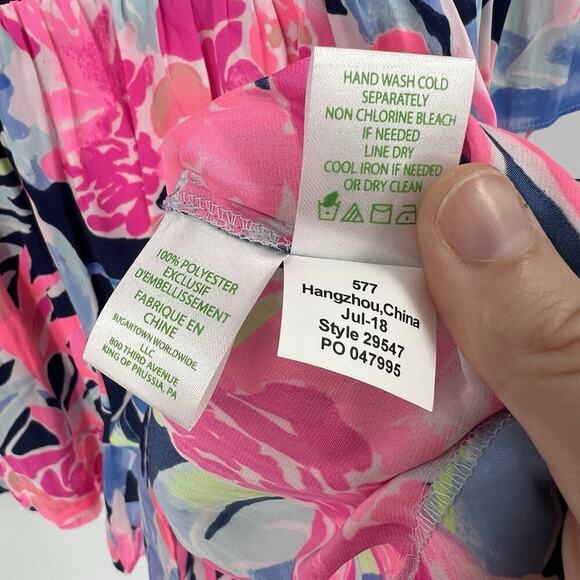 HAND WASH COLD
SEPARATELY
NON CHLORINE BLEACH
IF NEEDED
LINE DRY
COOL IRON IF NEEDED
OR DRY CLEAN
100% POLYESTER
EXCLUSIF
D'EMBELLISSEMENT
FABRIQUE EN
CHINE
SUGARTOWN WORLDWIDE,
LLC
800 THIRD AVENUE
KING OF PRUSSIA, PA
577
Hangzhou,China
Jul-18
Style 29547
PO 047995